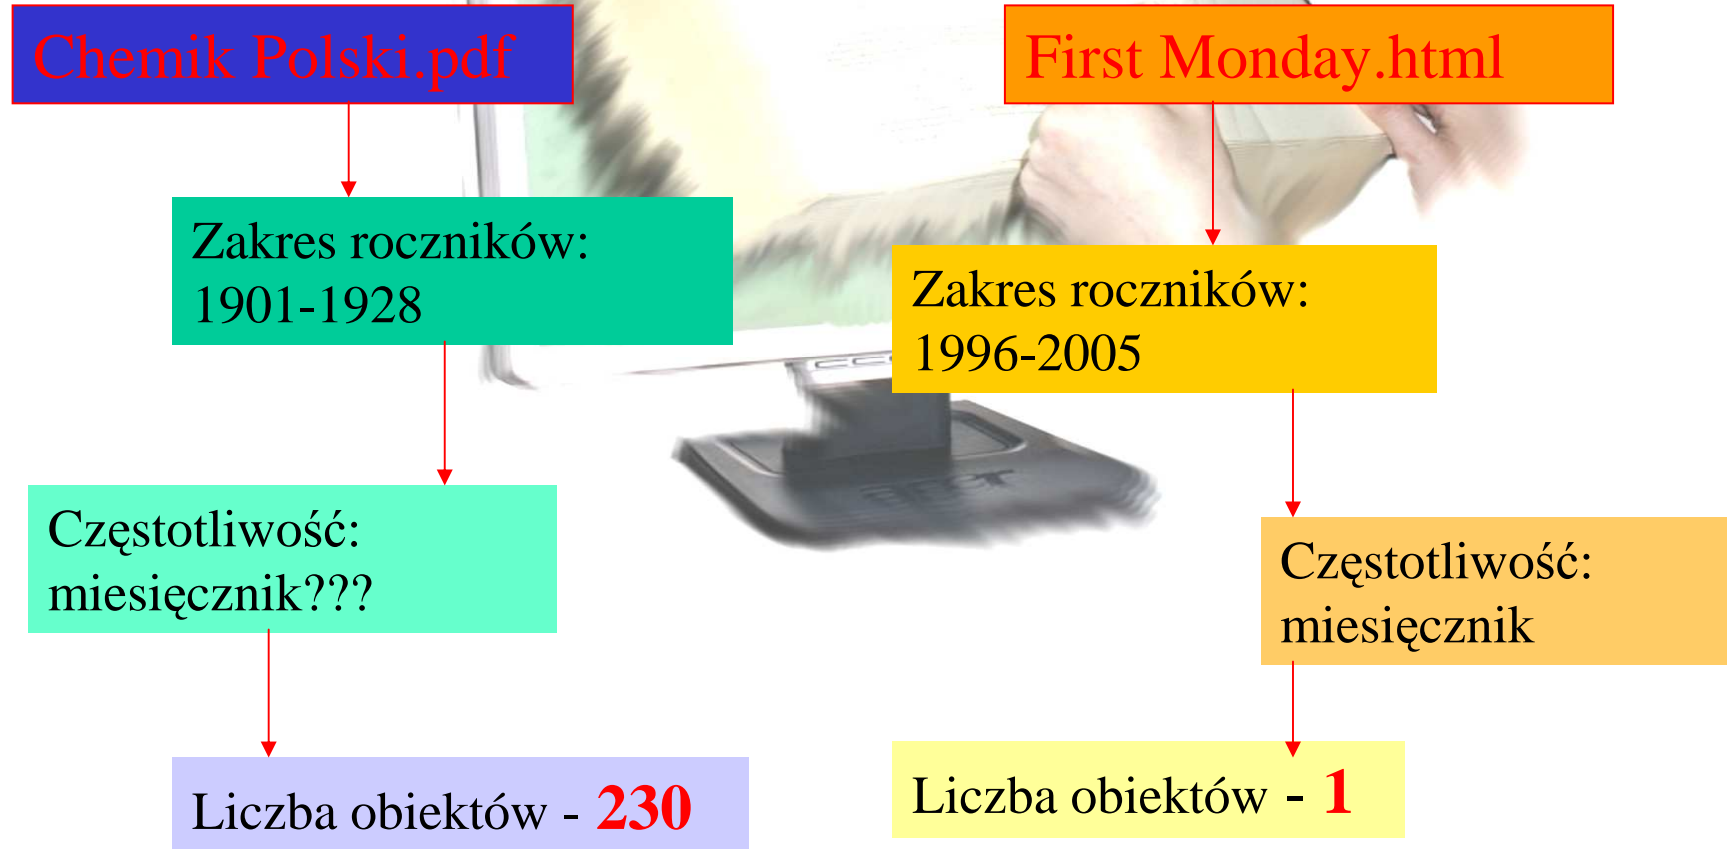 Chemik Polski.pdf
Zakres roczników:
1901-1928
Częstotliwość:
miesięcznik???
Liczba obiektów - 230
First Monday.html
Zakres roczników:
1996-2005
Częstotliwość:
miesięcznik
Liczba obiektów - 1